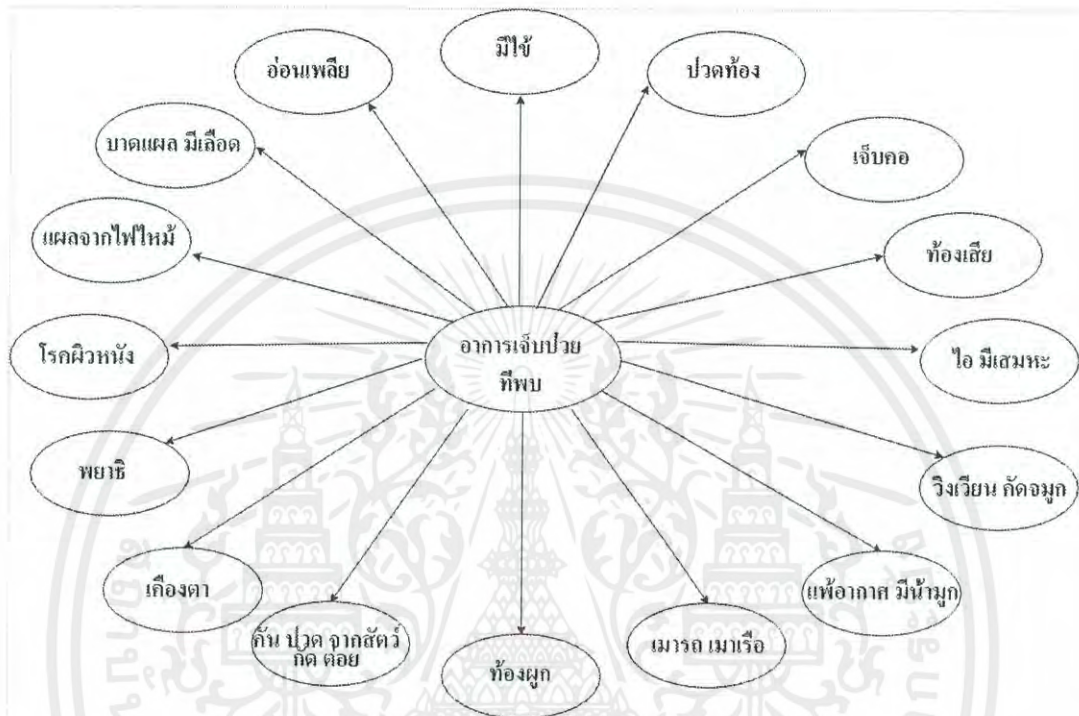 มีไข้
อ่อนเพลีย
ปวดท้อง
บาดแผล มีเลือด
เจ็บคอ
แผลจากไฟไหม้
ท้องเสีย
อาการเจ็บป่วย
ที่พบ
โรคผิวหนัง
ไอ มีเสมหะ
พยาธิ
วิงเวียน คัดจมูก
เคืองตา
แพ้อากาศ มีน้ำมูก
คัน ปวด จากสัตว์
กัด ต่อย
เมารถ เมาเรือ
ท้องผูก